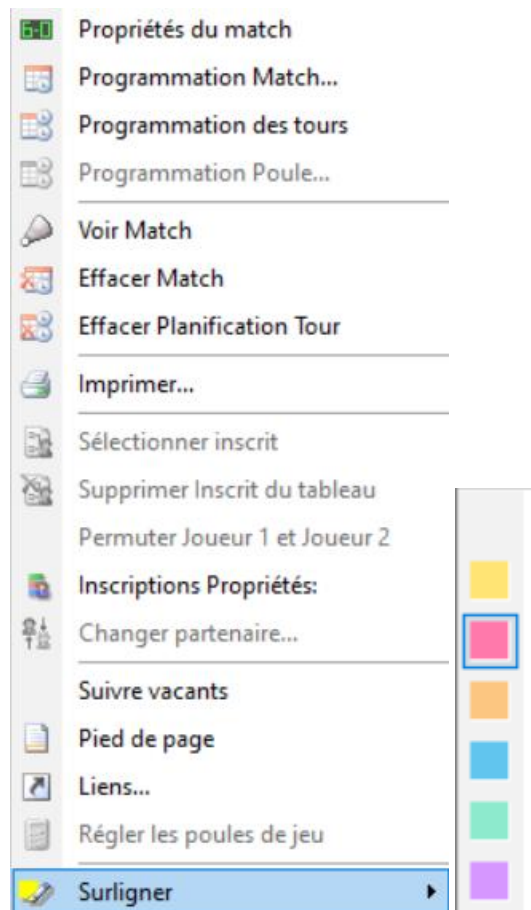 6-0
Propriétés du match
Programmation Match...
Programmation des tours
Programmation Poule...
Voir Match
Effacer Match
Effacer Planification Tour
Imprimer...
Sélectionner inscrit
Supprimer Inscrit du tableau
Permuter Joueur 1 et Joueur 2
Inscriptions Propriétés:
Changer partenaire...
Suivre vacants
Pied de page
Liens...
Régler les poules de jeu
Surligner